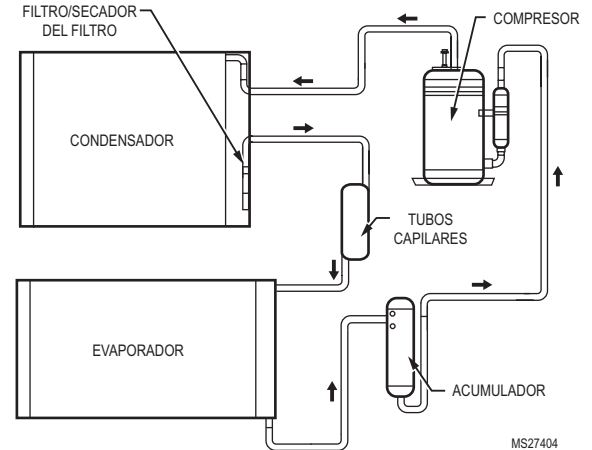 FILTRO/SECADOR
DEL FILTRO
COMPRESOR
CONDENSADOR
TUBOS
CAPILARES
EVAPORADOR
ACUMULADOR
MS27404